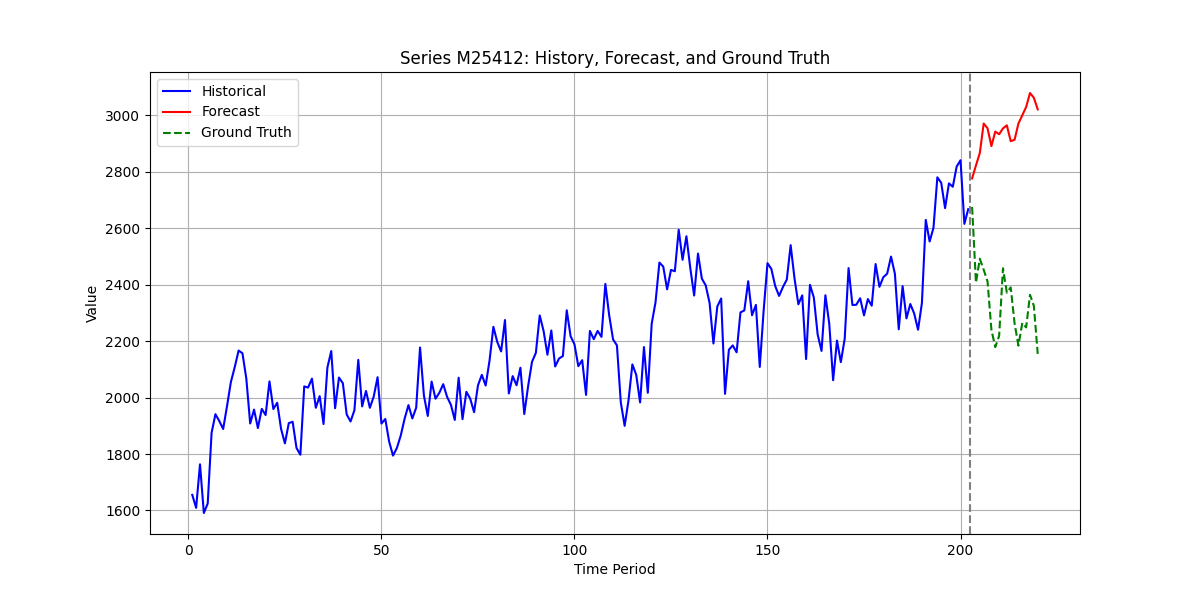 Series M25412: History, Forecast, and Ground Truth
Historical
Forecast
Ground Truth
3000
2800
2600
2400
2200
2000
1800
1600
Value
0 50 100 150 200
Time Period